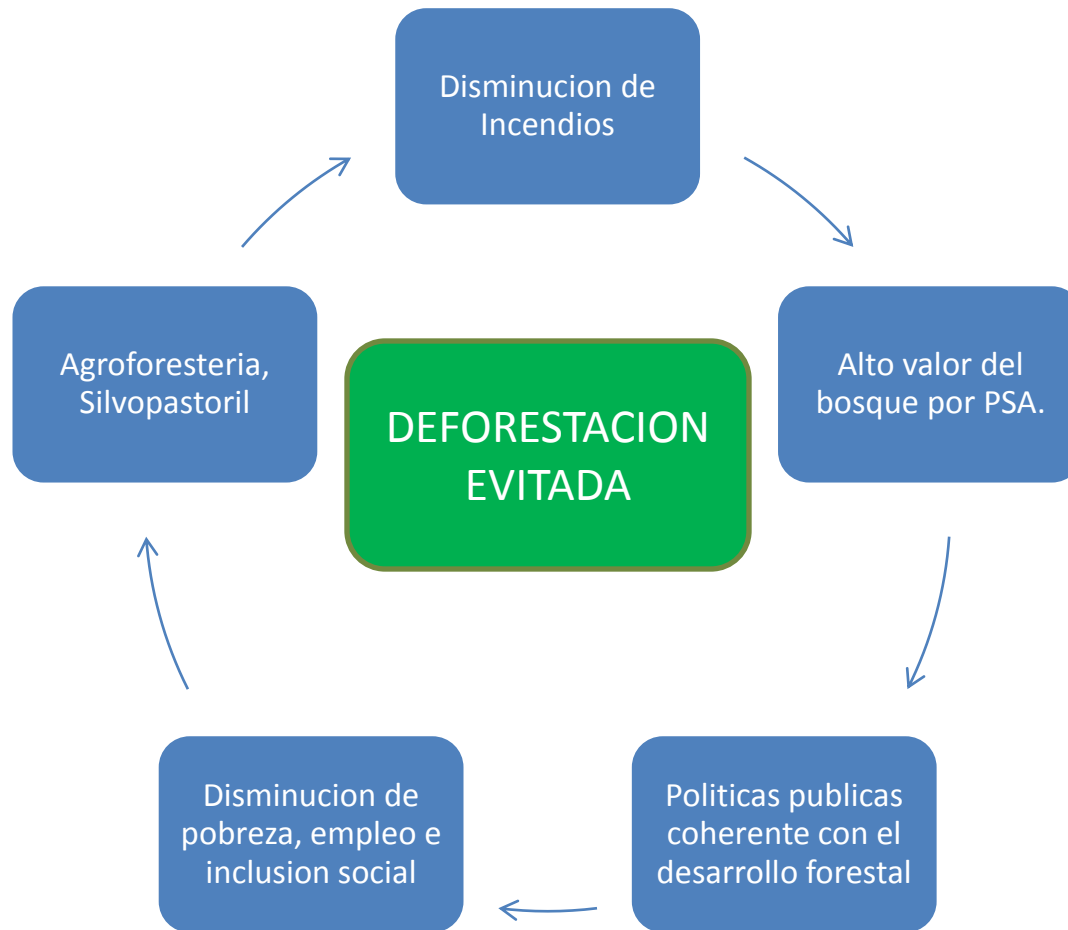 Disminucion de
Incendios
Alto valor del
bosque por PSA.
Politicas publicas
coherente con el
desarrollo forestal
Disminucion de
pobreza, empleo e
inclusion social
Agroforesteria,
Silvopastoril
DEFORESTACION
EVITADA